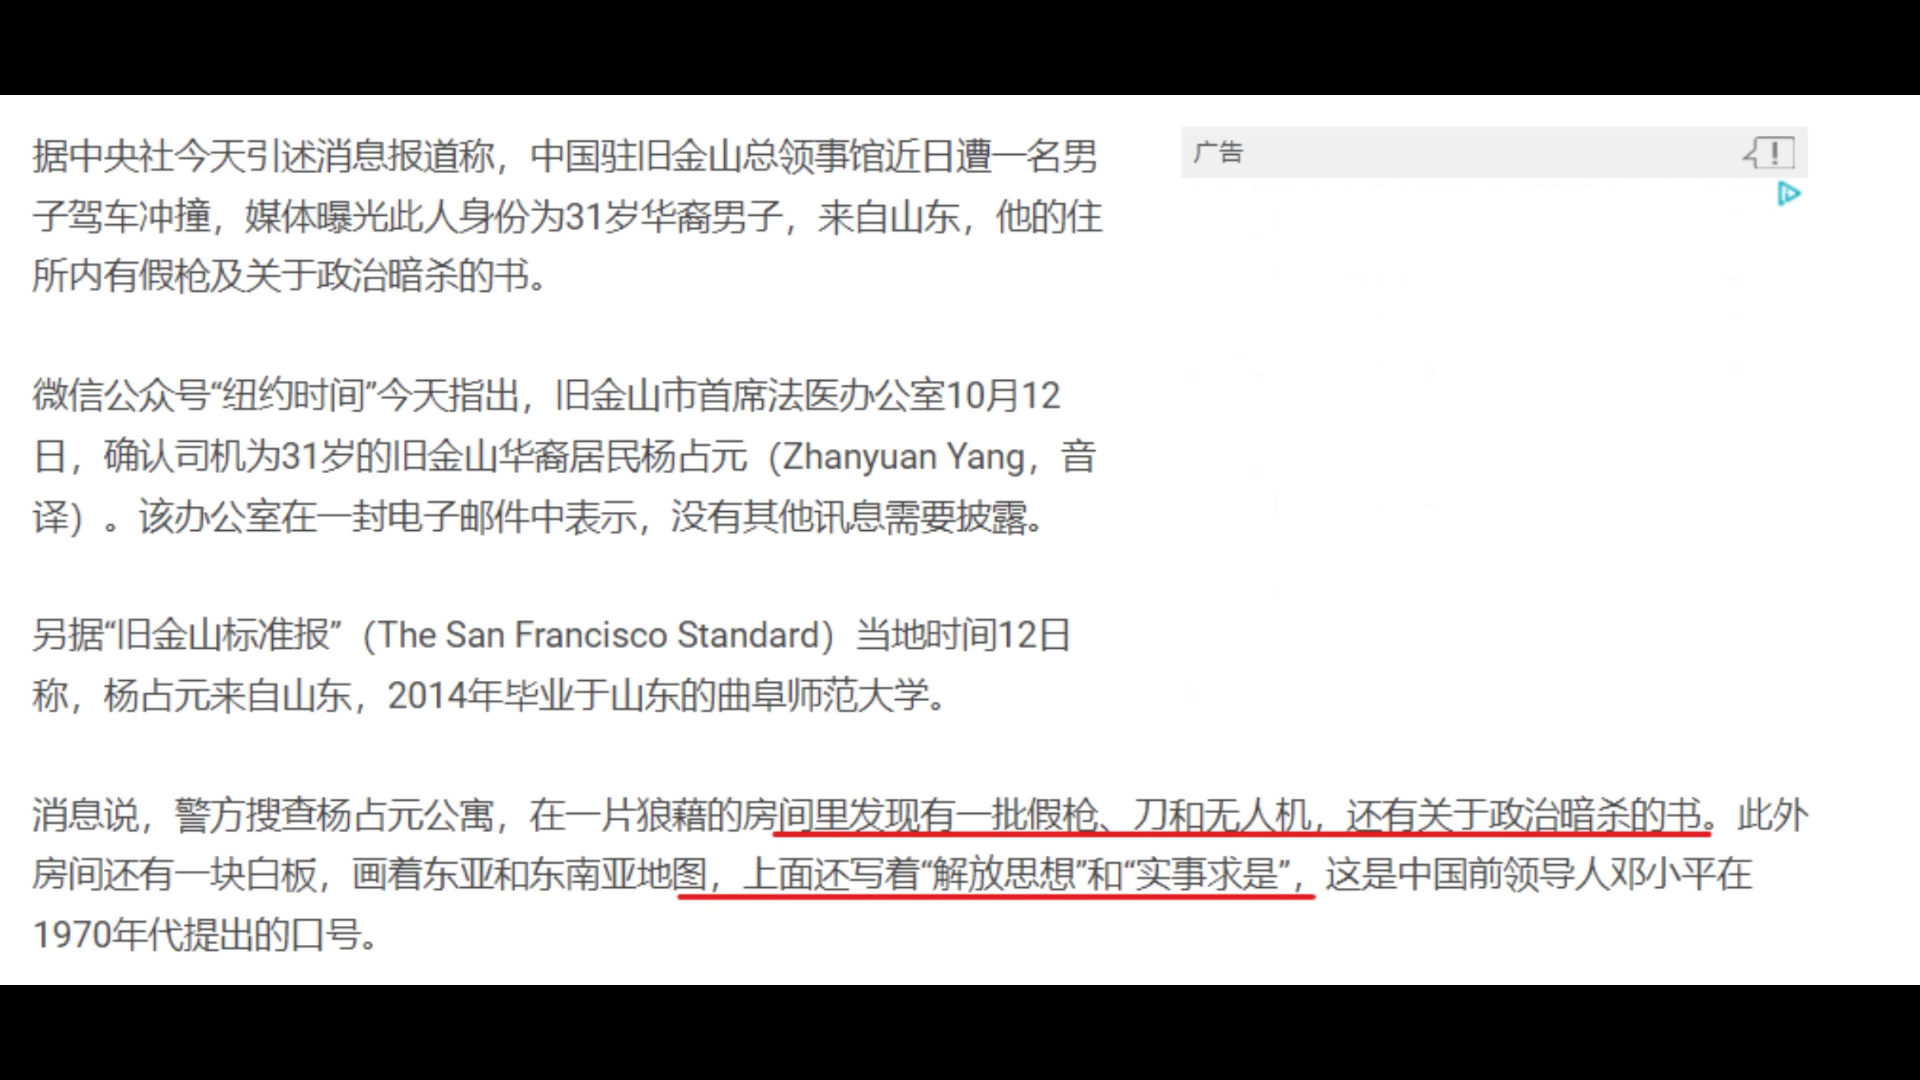 据中央社今天引述消息报道称，中国驻旧金山总领事馆近日遭一名男
子驾车冲撞，媒体曝光此人身份为31岁华裔男子，来自山东，他的住
所内有假枪及关于政治暗杀的书。
微信公众号“纽约时间”今天指出，旧金山市首席法医办公室10月12
日，确认司机为31岁的旧金山华裔居民杨占元（Zhanyuan Yang，音
译）。该办公室在一封电子邮件中表示，没有其他讯息需要披露。
另据“旧金山标准报”（The San Francisco Standard）当地时间12日
称，杨占元来自山东，2014年毕业于山东的曲阜师范大学。
消息说，警方搜查杨占元公寓，在一片狼藉的房间里发现有一批假枪、刀和无人机，还有关于政治暗杀的书。此外
房间还有一块白板，画着东亚和东南亚地图，上面还写着“解放思想”和“实事求是”，这是中国前领导人邓小平在
1970年代提出的口号。
广告